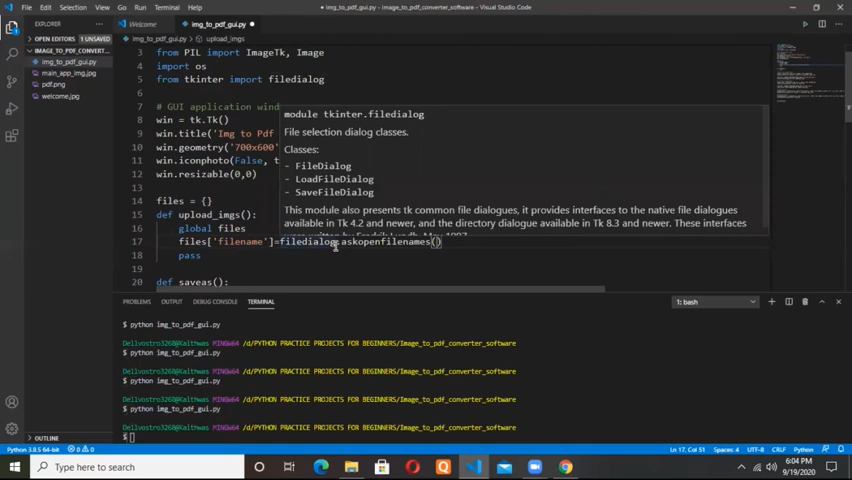 File Edit Selection View Go Run Terminal Help
img_to_pdf_gui.py - Image_to_pdf_converter_software - Visual Studio Code
EXPLORER
OPEN EDITORS 1 UNSAVED
IMAGE_TO_PDF_CONVERT...
img_to_pdf_gui.py
main_app_img.jpg
pdf.png
welcome.jpg
OUTLINE
Welcome
img_to_pdf_gui.py
img_to_pdf_gui.py > upload_imgs
3 from PIL import ImageTk, Image
4 import os
5 from tkinter import filedialog
6
7 # GUI application wind
8 win = tk.Tk()
9 win.title('Img to Pdf
10 win.geometry('700x600'
11 win.iconphoto(False, t
12 win.resizable(0,0)
13
14 files = {}
15 def upload_imgs():
16 global files
17 files['filename']=filedialog.askopenfilenames()
18 pass
19
20 def saveas():
module tkinter.filedialog
File selection dialog classes.
Classes:
- FileDialog
- LoadFileDialog
- SaveFileDialog
This module also presents tk common file dialogues, it provides interfaces to the native file dialogues
available in Tk 4.2 and newer, and the directory dialogue available in Tk 8.3 and newer. These interfaces
PROBLEMS OUTPUT DEBUG CONSOLE TERMINAL
1: bash
$ python img_to_pdf_gui.py
Dellvostro3268@Kalthwas MINGW64 /d/PYTHON PRACTICE PROJECTS FOR BEGINNERS/Image_to_pdf_converter_software
$ python img_to_pdf_gui.py
Dellvostro3268@Kalthwas MINGW64 /d/PYTHON PRACTICE PROJECTS FOR BEGINNERS/Image_to_pdf_converter_software
$ python img_to_pdf_gui.py
Dellvostro3268@Kalthwas MINGW64 /d/PYTHON PRACTICE PROJECTS FOR BEGINNERS/Image_to_pdf_converter_software
$ python img_to_pdf_gui.py
Dellvostro3268@Kalthwas MINGW64 /d/PYTHON PRACTICE PROJECTS FOR BEGINNERS/Image_to_pdf_converter_software
$
Python 3.8.5 64-bit 0 0 Ln 17, Col 51 Spaces: 4 UTF-8 CRLF Python
Type here to search
6:04 PM
9/19/2020